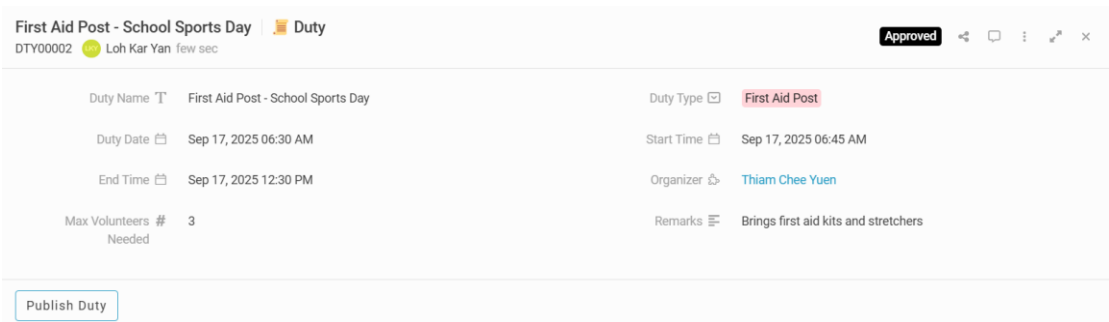 First Aid Post - School Sports Day Duty
DTY00002 LKY Loh Kar Yan few sec
Approved
Duty Name First Aid Post - School Sports Day
Duty Type First Aid Post
Duty Date Sep 17, 2025 06:30 AM
Start Time Sep 17, 2025 06:45 AM
End Time Sep 17, 2025 12:30 PM
Organizer Thiam Chee Yuen
Max Volunteers # 3
Needed
Remarks Brings first aid kits and stretchers
Publish Duty